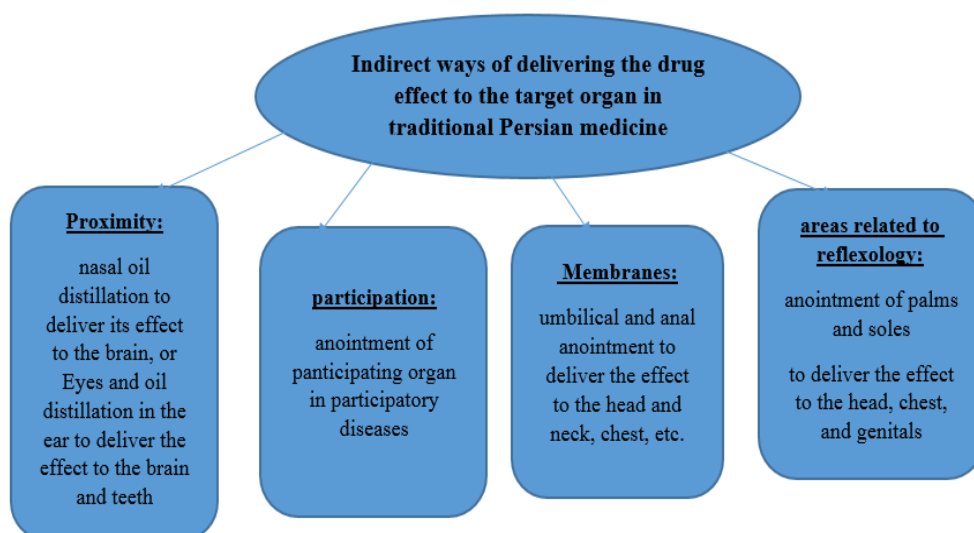 Indirect ways of delivering the drug
effect to the target organ in
traditional Persian medicine
Proximity:
nasal oil
distillation to
deliver its effect
to the brain, or
Eyes and oil
distillation in the
ear to deliver the
effect to the brain
and teeth
participation:
anointment of
panticipating organ
in participatory
diseases
Membranes:
umbilical and anal
anointment to
deliver the effect
to the head and
neck, chest, etc.
areas related to
reflexology:
anointment of palms
and soles
to deliver the effect
to the head, chest,
and genitals